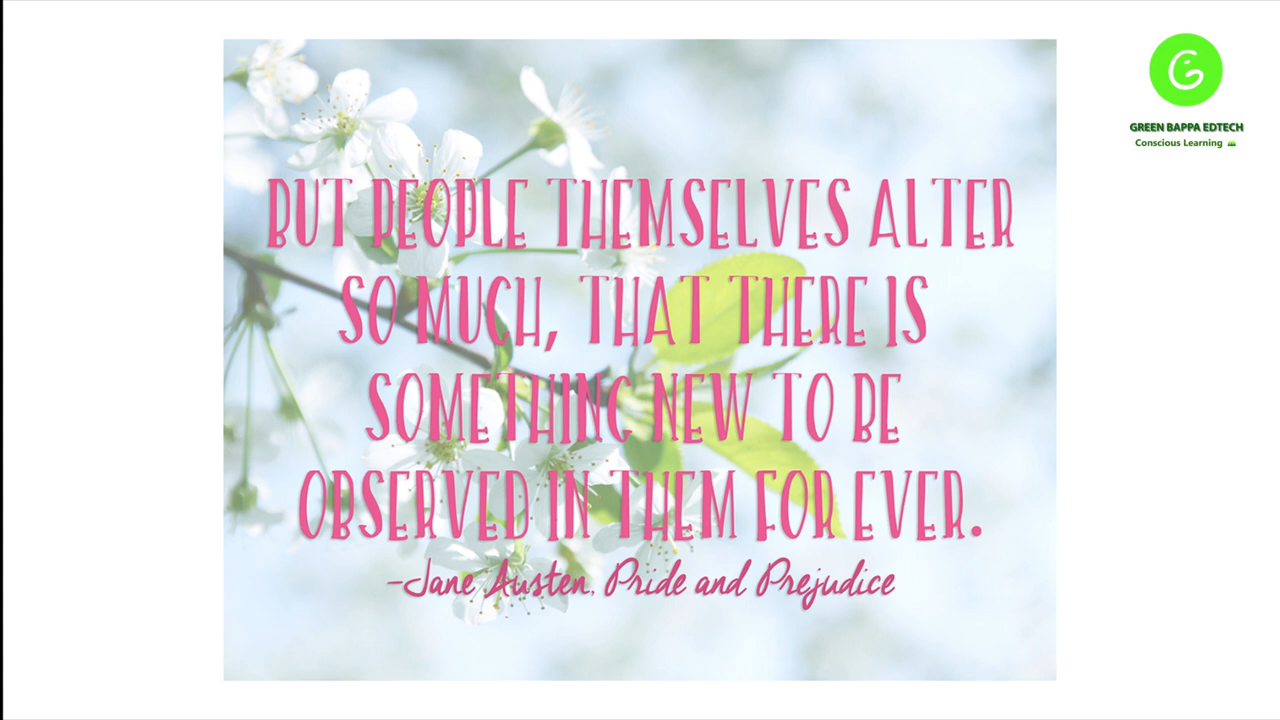 BUT PEOPLE THEMSELVES ALTER
SO MUCH, THAT THERE IS
SOMETHING NEW TO BE
OBSERVED IN THEM FOR EVER.
-Jane Austen, Pride and Prejudice
GREEN BAPPA EDTECH
Conscious Learning